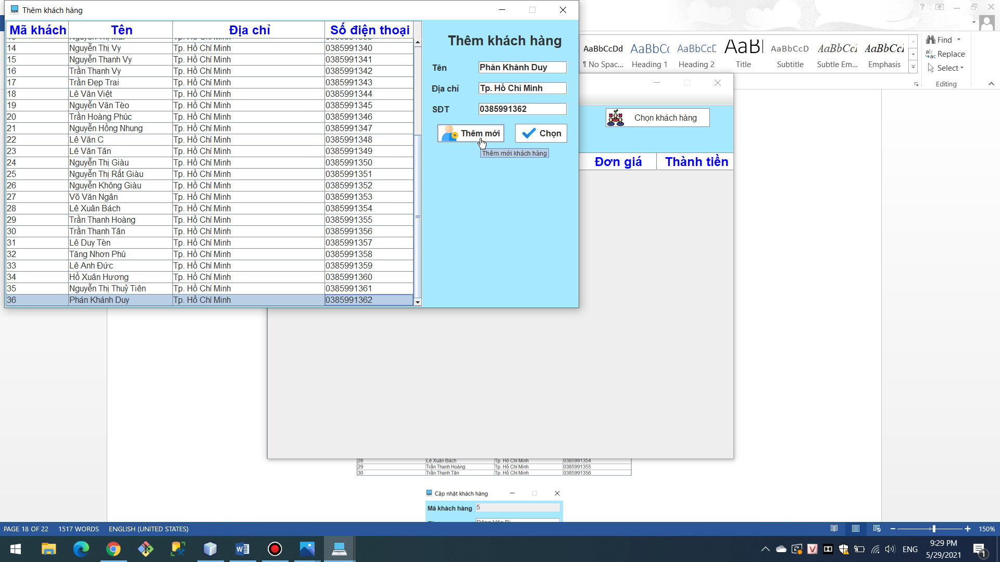 Thêm khách hàng
Mã khách Tên Địa chỉ Số điện thoại
14 Nguyễn Thị Vy Tp. Hồ Chí Minh 0385991340
15 Nguyễn Thanh Vy Tp. Hồ Chí Minh 0385991341
16 Trần Thanh Vy Tp. Hồ Chí Minh 0385991342
17 Trần Đẹp Trai Tp. Hồ Chí Minh 0385991343
18 Lê Văn Việt Tp. Hồ Chí Minh 0385991344
19 Nguyễn Văn Tèo Tp. Hồ Chí Minh 0385991345
20 Trần Hoàng Phúc Tp. Hồ Chí Minh 0385991346
21 Nguyễn Hồng Nhung Tp. Hồ Chí Minh 0385991347
22 Lê Văn C Tp. Hồ Chí Minh 0385991348
23 Lê Văn Tân Tp. Hồ Chí Minh 0385991349
24 Nguyễn Thị Giàu Tp. Hồ Chí Minh 0385991350
25 Nguyễn Thị Rất Giàu Tp. Hồ Chí Minh 0385991351
26 Nguyễn Không Giàu Tp. Hồ Chí Minh 0385991352
27 Võ Văn Ngân Tp. Hồ Chí Minh 0385991353
28 Lê Xuân Bách Tp. Hồ Chí Minh 0385991354
29 Trần Thanh Hoàng Tp. Hồ Chí Minh 0385991355
30 Trần Thanh Tân Tp. Hồ Chí Minh 0385991356
31 Lê Duy Tèn Tp. Hồ Chí Minh 0385991357
32 Tăng Nhơn Phú Tp. Hồ Chí Minh 0385991358
33 Lê Anh Đức Tp. Hồ Chí Minh 0385991359
34 Hồ Xuân Hương Tp. Hồ Chí Minh 0385991360
35 Nguyễn Thị Thuỷ Tiên Tp. Hồ Chí Minh 0385991361
36 Phán Khánh Duy Tp. Hồ Chí Minh 0385991362
Thêm khách hàng
Tên Phán Khánh Duy
Địa chỉ Tp. Hồ Chí Minh
SĐT 0385991362
Thêm mới Chọn
Thêm mới khách hàng
AaBbCcDd AaBbCc AaBbCcD AaBb AaBbCcD AaBbCcI AaBbCcI
¶ No Spac... Heading 1 Heading 2 Title Subtitle Subtle Em... Emphasis
Find
Replace
Select
Editing
Chọn khách hàng
Đơn giá Thành tiền
28 Lê Xuân Bách Tp. Hồ Chí Minh 0385991354
29 Trần Thanh Hoàng Tp. Hồ Chí Minh 0385991355
30 Trần Thanh Tân Tp. Hồ Chí Minh 0385991356
Cập nhật khách hàng
Mã khách hàng 5
PAGE 18 OF 22 1517 WORDS ENGLISH (UNITED STATES) 150%
ENG 9:29 PM
5/29/2021
1